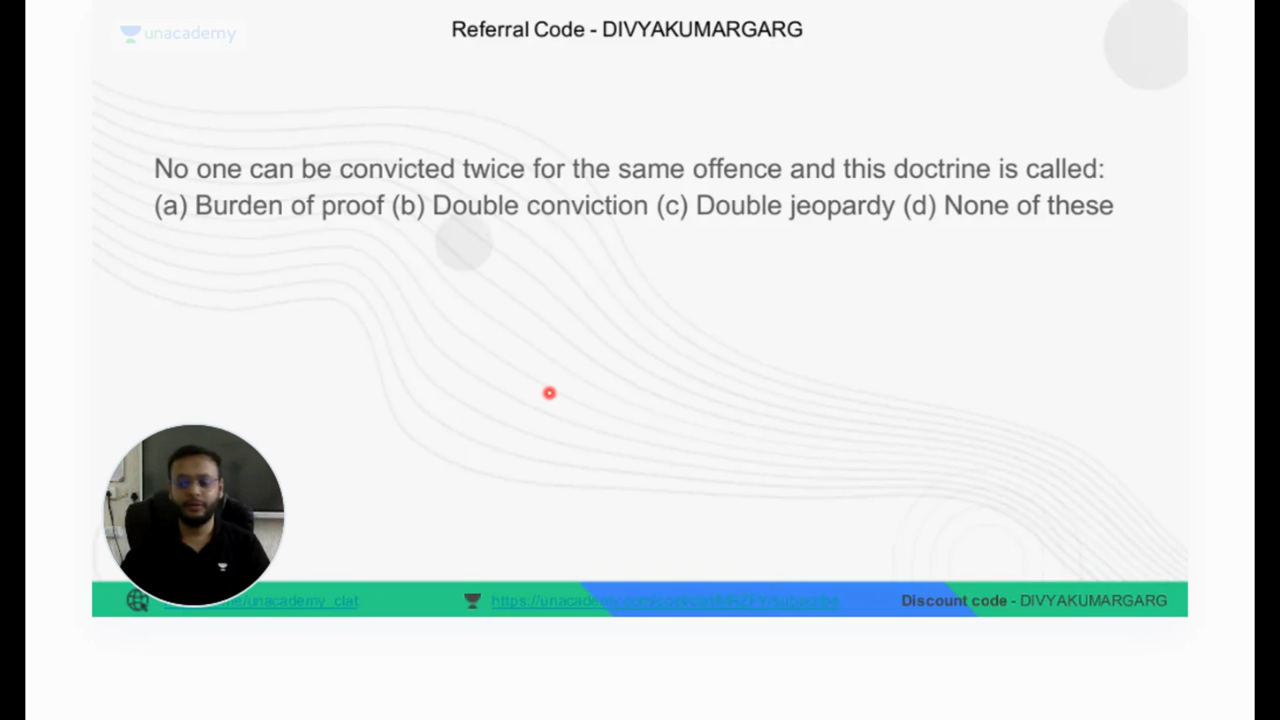 unacademy
Referral Code - DIVYAKUMARGARG
No one can be convicted twice for the same offence and this doctrine is called:
(a) Burden of proof (b) Double conviction (c) Double jeopardy (d) None of these
/unacademy_clat
Discount code - DIVYAKUMARGARG